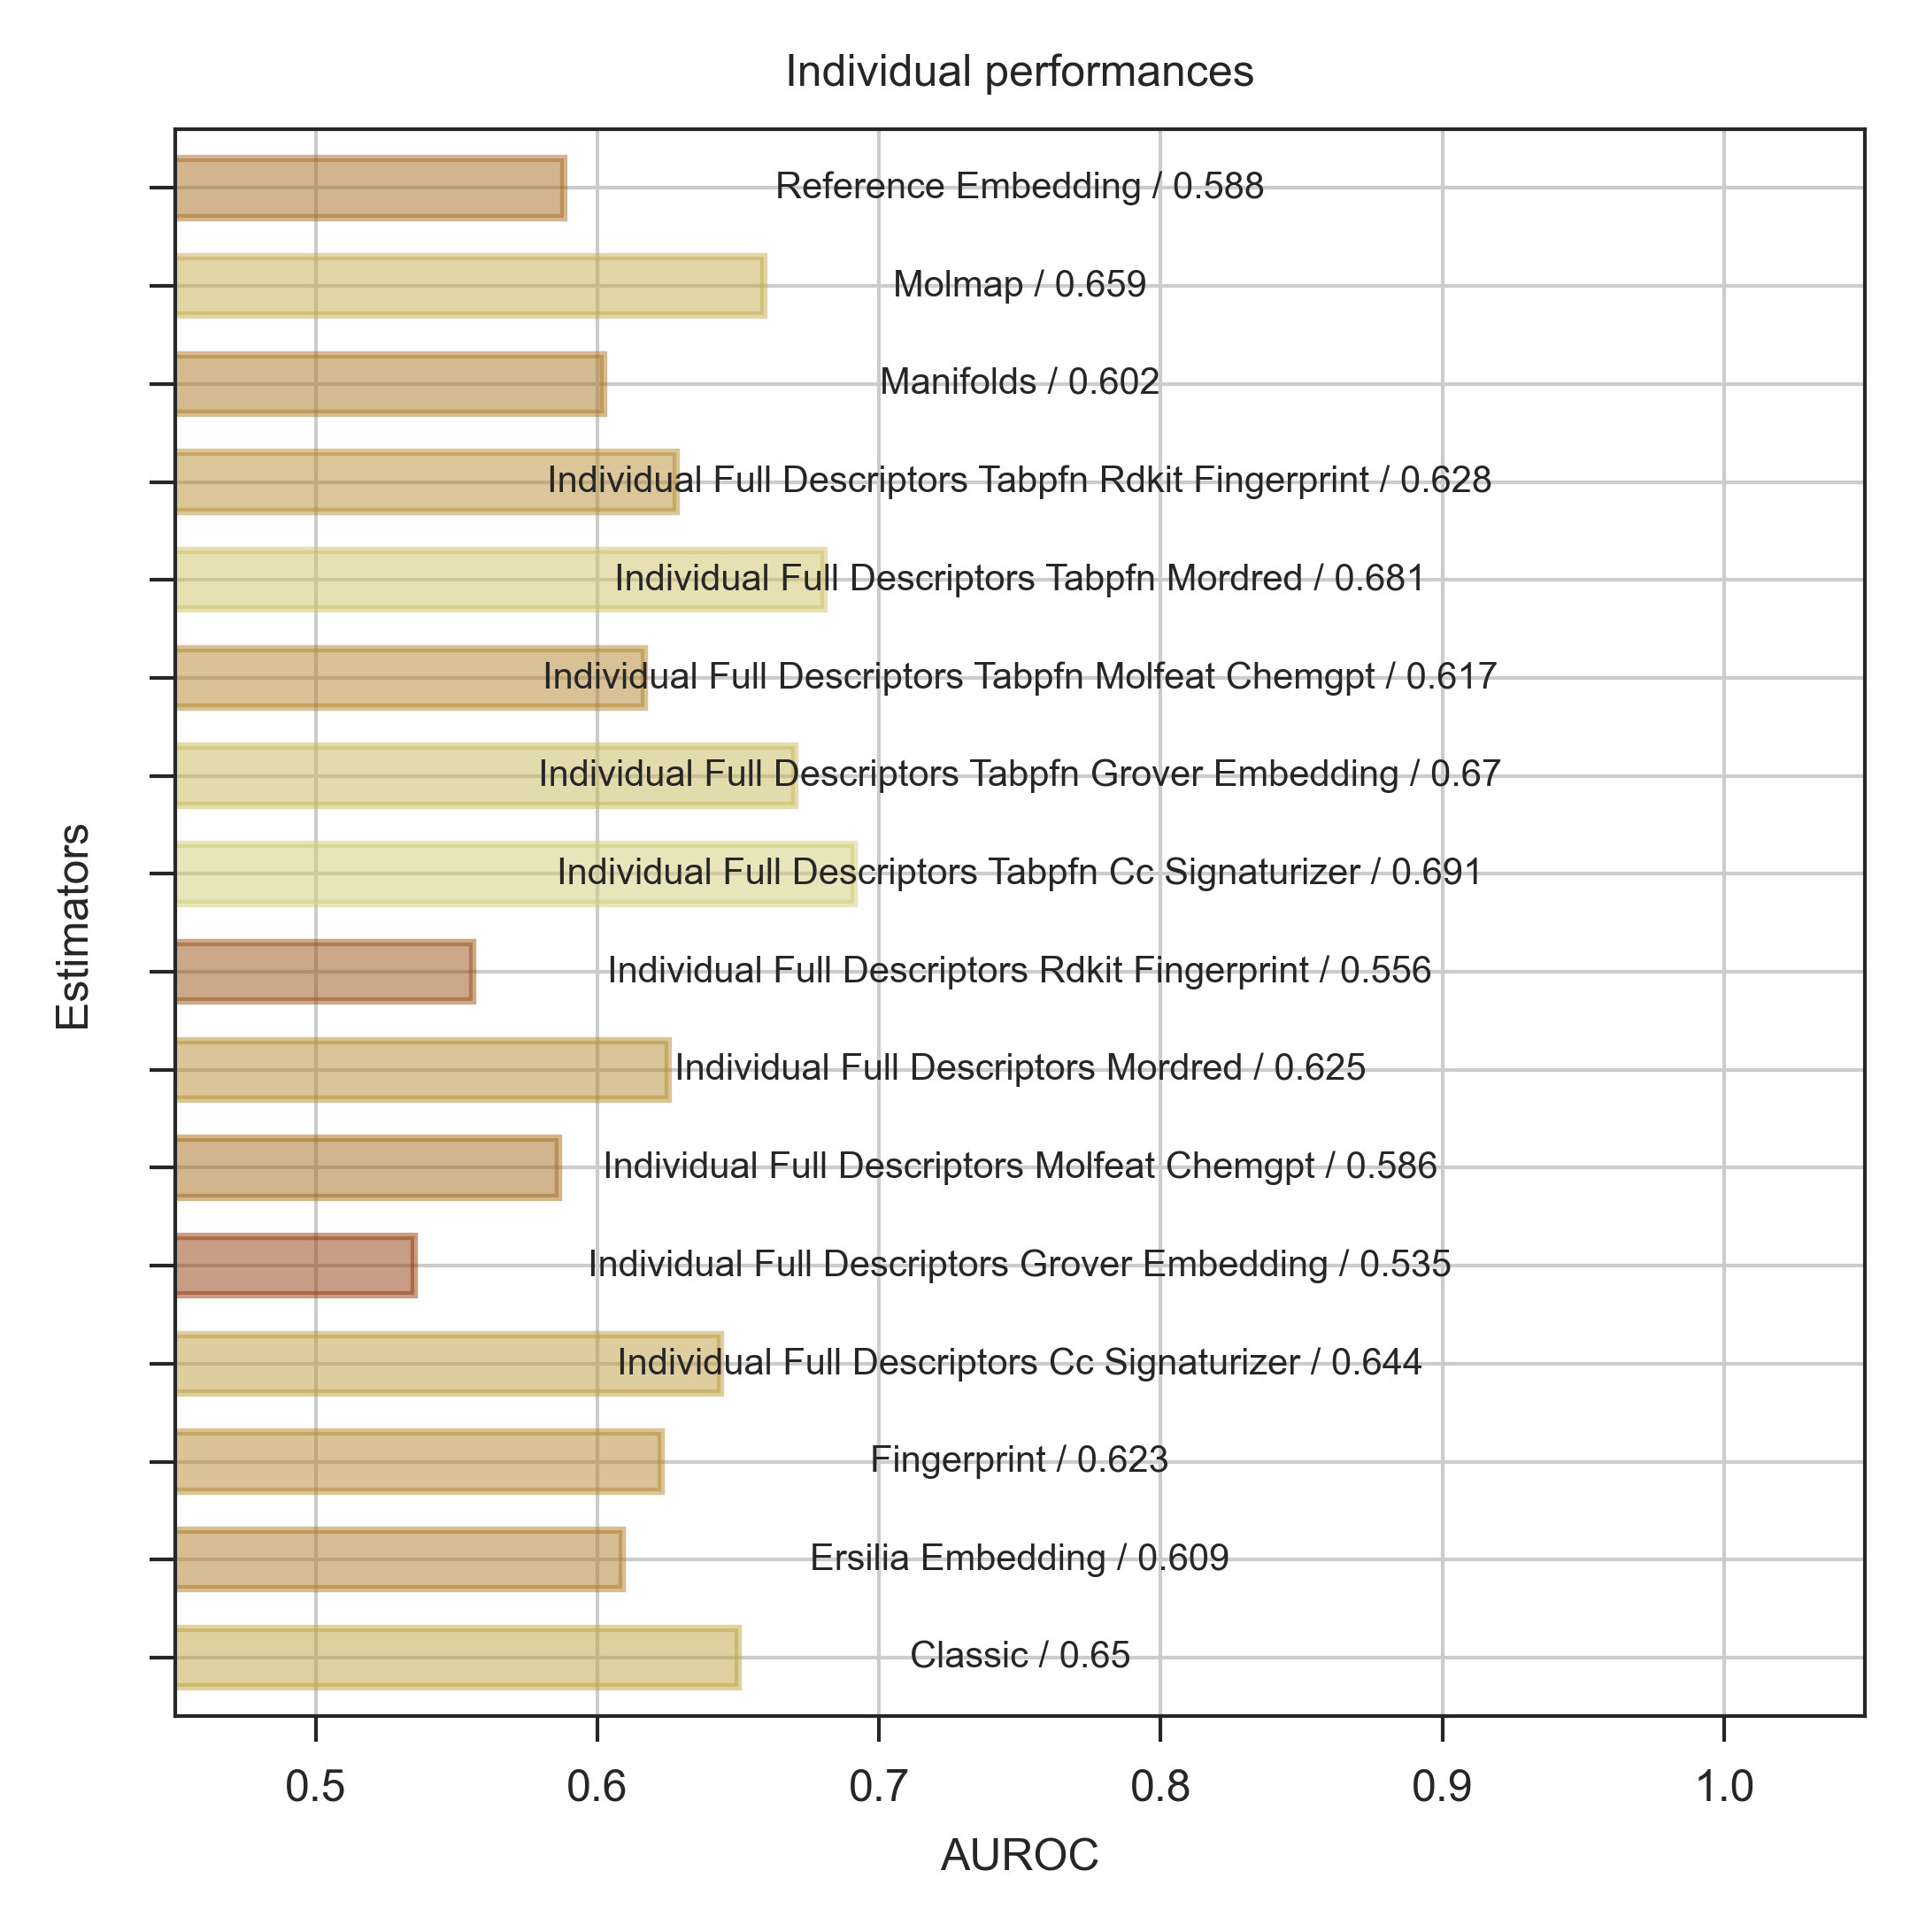 Individual performances
Reference Embedding / 0.588
Molmap / 0.659
Manifolds / 0.602
Individual Full Descriptors Tabpfn Rdkit Fingerprint / 0.628
Individual Full Descriptors Tabpfn Mordred / 0.681
Individual Full Descriptors Tabpfn Molfeat Chemgpt / 0.617
Individual Full Descriptors Tabpfn Grover Embedding / 0.67
Individual Full Descriptors Tabpfn Cc Signaturizer / 0.691
Individual Full Descriptors Rdkit Fingerprint / 0.556
Individual Full Descriptors Mordred / 0.625
Individual Full Descriptors Molfeat Chemgpt / 0.586
Individual Full Descriptors Grover Embedding / 0.535
Individual Full Descriptors Cc Signaturizer / 0.644
Fingerprint / 0.623
Ersilia Embedding / 0.609
Classic / 0.65
Estimators
0.5 0.6 0.7 0.8 0.9 1.0
AUROC